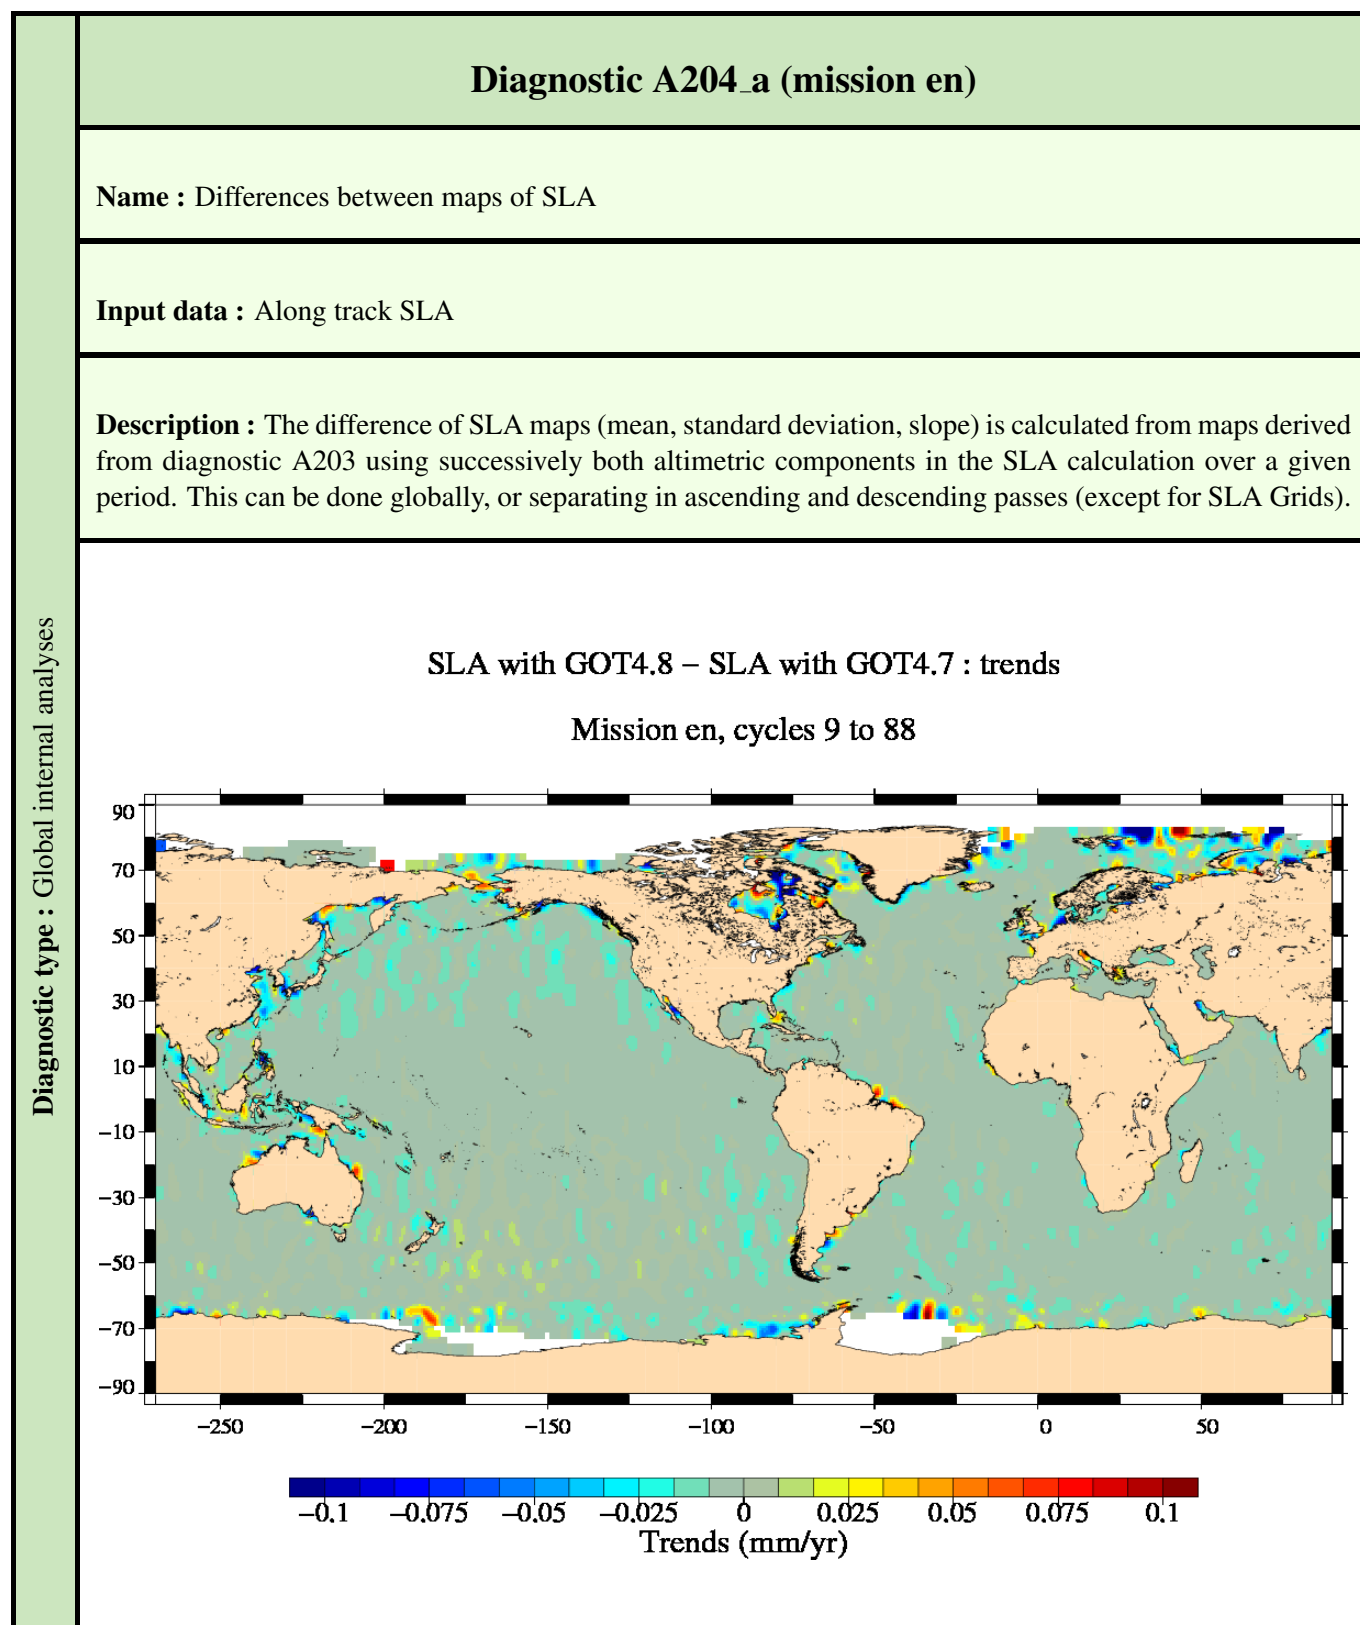 Diagnostic A204_a (mission en)
Name : Differences between maps of SLA
Input data : Along track SLA
Description : The difference of SLA maps (mean, standard deviation, slope) is calculated from maps derived
from diagnostic A203 using successively both altimetric components in the SLA calculation over a given
period. This can be done globally, or separating in ascending and descending passes (except for SLA Grids).
Diagnostic type : Global internal analyses
SLA with GOT4.8 − SLA with GOT4.7 : trends
Mission en, cycles 9 to 88
90
70
50
30
10
−10
−30
−50
−70
−90
−250 −200 −150 −100 −50 0 50
−0.1 −0.075 −0.05 −0.025 0 0.025 0.05 0.075 0.1
Trends (mm/yr)